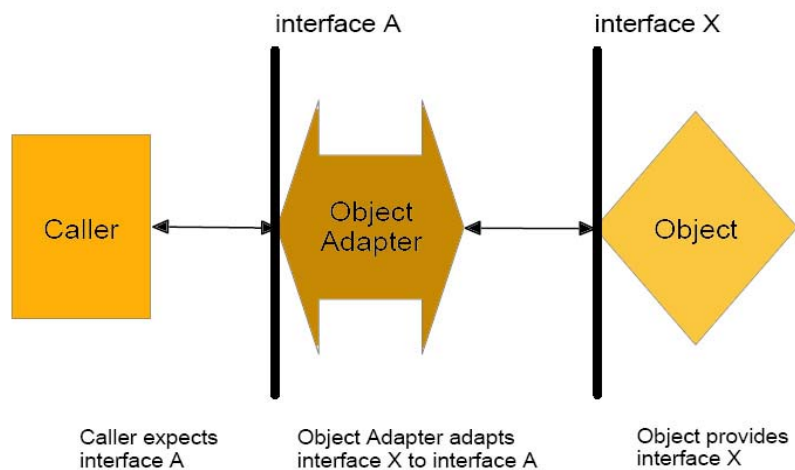 interface A
interface X
Caller
Object
Adapter
Object
Caller expects
interface A
Object Adapter adapts
interface X to interface A
Object provides
interface X